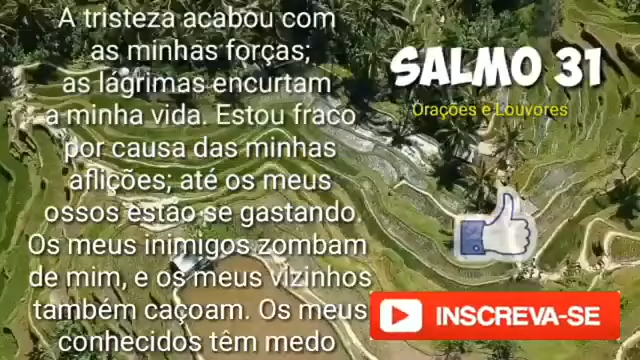 A tristeza acabou com
as minhas forças;
as lágrimas encurtam
a minha vida. Estou fraco
por causa das minhas
aflições; até os meus
ossos estão se gastando.
Os meus inimigos zombam
de mim, e os meus vizinhos
também caçoam. Os meus
conhecidos têm medo
SALMO 31
Orações e Louvores
INSCREVA-SE